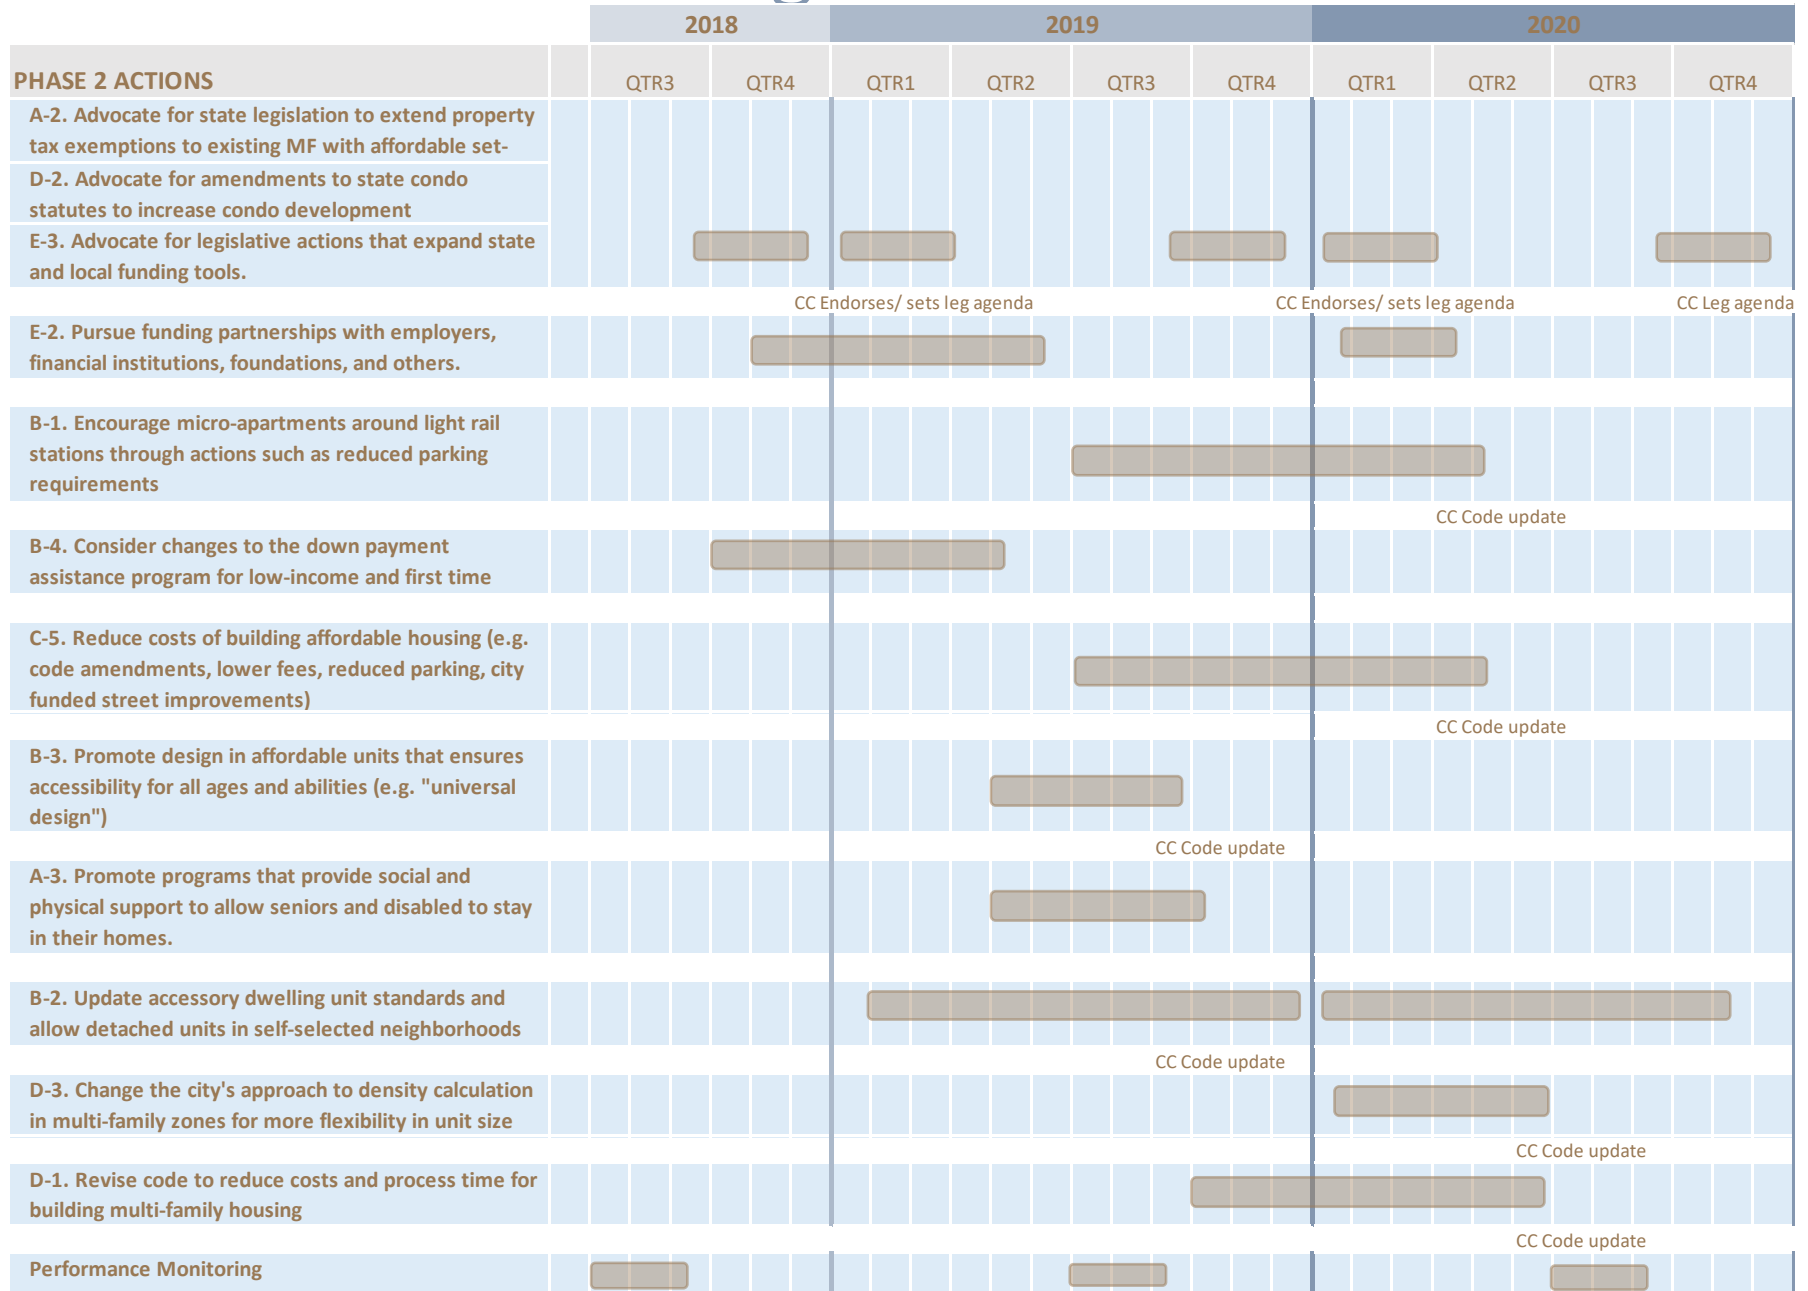 2018 2019 2020
PHASE 2 ACTIONS QTR3 QTR4 QTR1 QTR2 QTR3 QTR4 QTR1 QTR2 QTR3 QTR4
A-2. Advocate for state legislation to extend property
tax exemptions to existing MF with affordable set-
D-2. Advocate for amendments to state condo
statutes to increase condo development
E-3. Advocate for legislative actions that expand state
and local funding tools.
CC Endorses/ sets leg agenda CC Endorses/ sets leg agenda CC Leg agenda
E-2. Pursue funding partnerships with employers,
financial institutions, foundations, and others.
B-1. Encourage micro-apartments around light rail
stations through actions such as reduced parking
requirements
CC Code update
B-4. Consider changes to the down payment
assistance program for low-income and first time
C-5. Reduce costs of building affordable housing (e.g.
code amendments, lower fees, reduced parking, city
funded street improvements)
CC Code update
B-3. Promote design in affordable units that ensures
accessibility for all ages and abilities (e.g. "universal
design")
CC Code update
A-3. Promote programs that provide social and
physical support to allow seniors and disabled to stay
in their homes.
B-2. Update accessory dwelling unit standards and
allow detached units in self-selected neighborhoods
CC Code update
D-3. Change the city's approach to density calculation
in multi-family zones for more flexibility in unit size
CC Code update
D-1. Revise code to reduce costs and process time for
building multi-family housing
CC Code update
Performance Monitoring